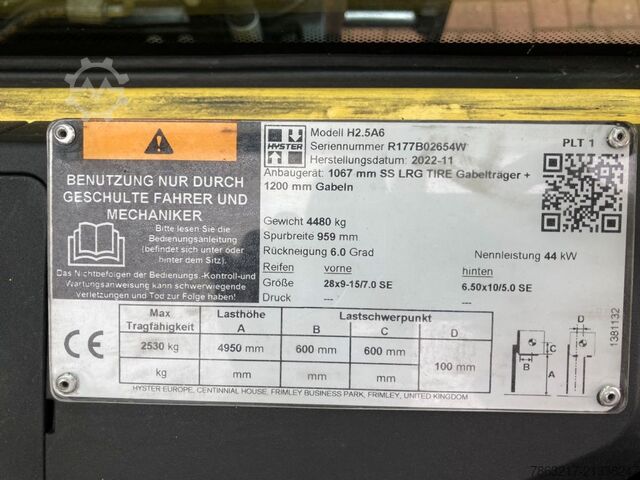 BENUTZUNG NUR DURCH
GESCHULTE FAHRER UND
MECHANIKER
Bitte lesen Sie die
Bedienungsanleitung
(befindet sich unter oder
hinter dem Sitz).
Das Nichtbefolgen der Bedienungs.-Kontroll-und
Wartungsanweisung kann schwerwiegende
verletzungen und Tod zur Folge haben!
HYSTER
Modell H2.5A6
Seriennummer R177B02654W
Herstellungsdatum: 2022-11
PLT 1
Anbaugerät: 1067 mm SS LRG TIRE Gabelträger +
1200 mm Gabeln
Gewicht 4480 kg
Spurbreite 959 mm
Rückneigung 6.0 Grad
Nennleistung 44 kW
Reifen vorne hinten
Größe 28x9-15/7.0 SE 6.50x10/5.0 SE
Druck --- ---
Max Tragfähigkeit Lasthöhe A Lastschwerpunkt B C D
2530 kg 4950 mm 600 mm 600 mm 100 mm
kg mm mm mm
D
C
B
A
1381132
CE
HYSTER EUROPE, CENTINNIAL HOUSE, FRIMLEY BUSINESS PARK, FRIMLEY, UNITED KINGDOM